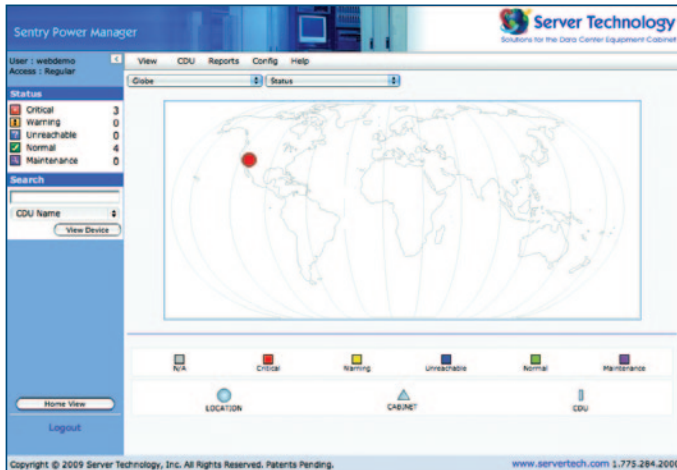 Sentry Power Manager
Server Technology
Solutions for the Data Center Equipment Cabinet
User : webdemo
Access : Regular
<
View CDU Reports Config Help
Globe Status
Status
Critical 3
Warning 0
Unreachable 0
Normal 4
Maintenance 0
Search
CDU Name
View Device
N/A Critical Warning Unreachable Normal Maintenance
LOCATION CABINET CDU
Home View
Logout
Copyright © 2009 Server Technology, Inc. All Rights Reserved. Patents Pending.
www.servertech.com 1.775.284.2000